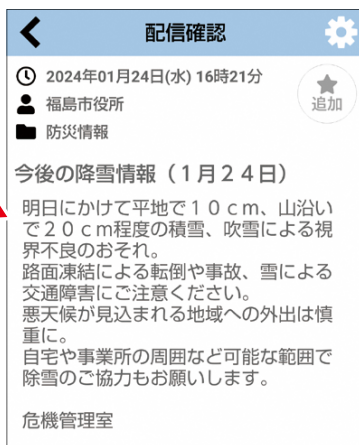 配信確認
2024年01月24日(水) 16時21分
福島市役所
追加
防災情報
今後の降雪情報（１月２４日）
明日にかけて平地で１０ｃｍ、山沿い
で２０ｃｍ程度の積雪、吹雪による視
界不良のおそれ。
路面凍結による転倒や事故、雪による
交通障害にご注意ください。
悪天候が見込まれる地域への外出は慎
重に。
自宅や事業所の周囲など可能な範囲で
除雪のご協力もお願いします。
危機管理室